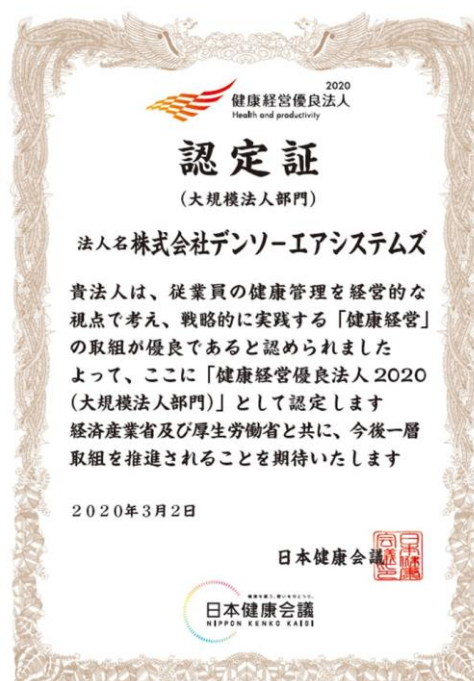 2020
健康経営優良法人
Health and productivity
認定証
(大規模法人部門)
法人名 株式会社デンソーエアシステムズ
貴法人は、従業員の健康管理を経営的な
視点で考え、戦略的に実践する「健康経営」
の取組が優良であると認められました
よって、ここに「健康経営優良法人2020
(大規模法人部門)」として認定します
経済産業省及び厚生労働省と共に、今後一層
取組を推進されることを期待いたします
2020年3月2日
日本健康会議
日本健康会議
NIPPON KENKO KAIGI